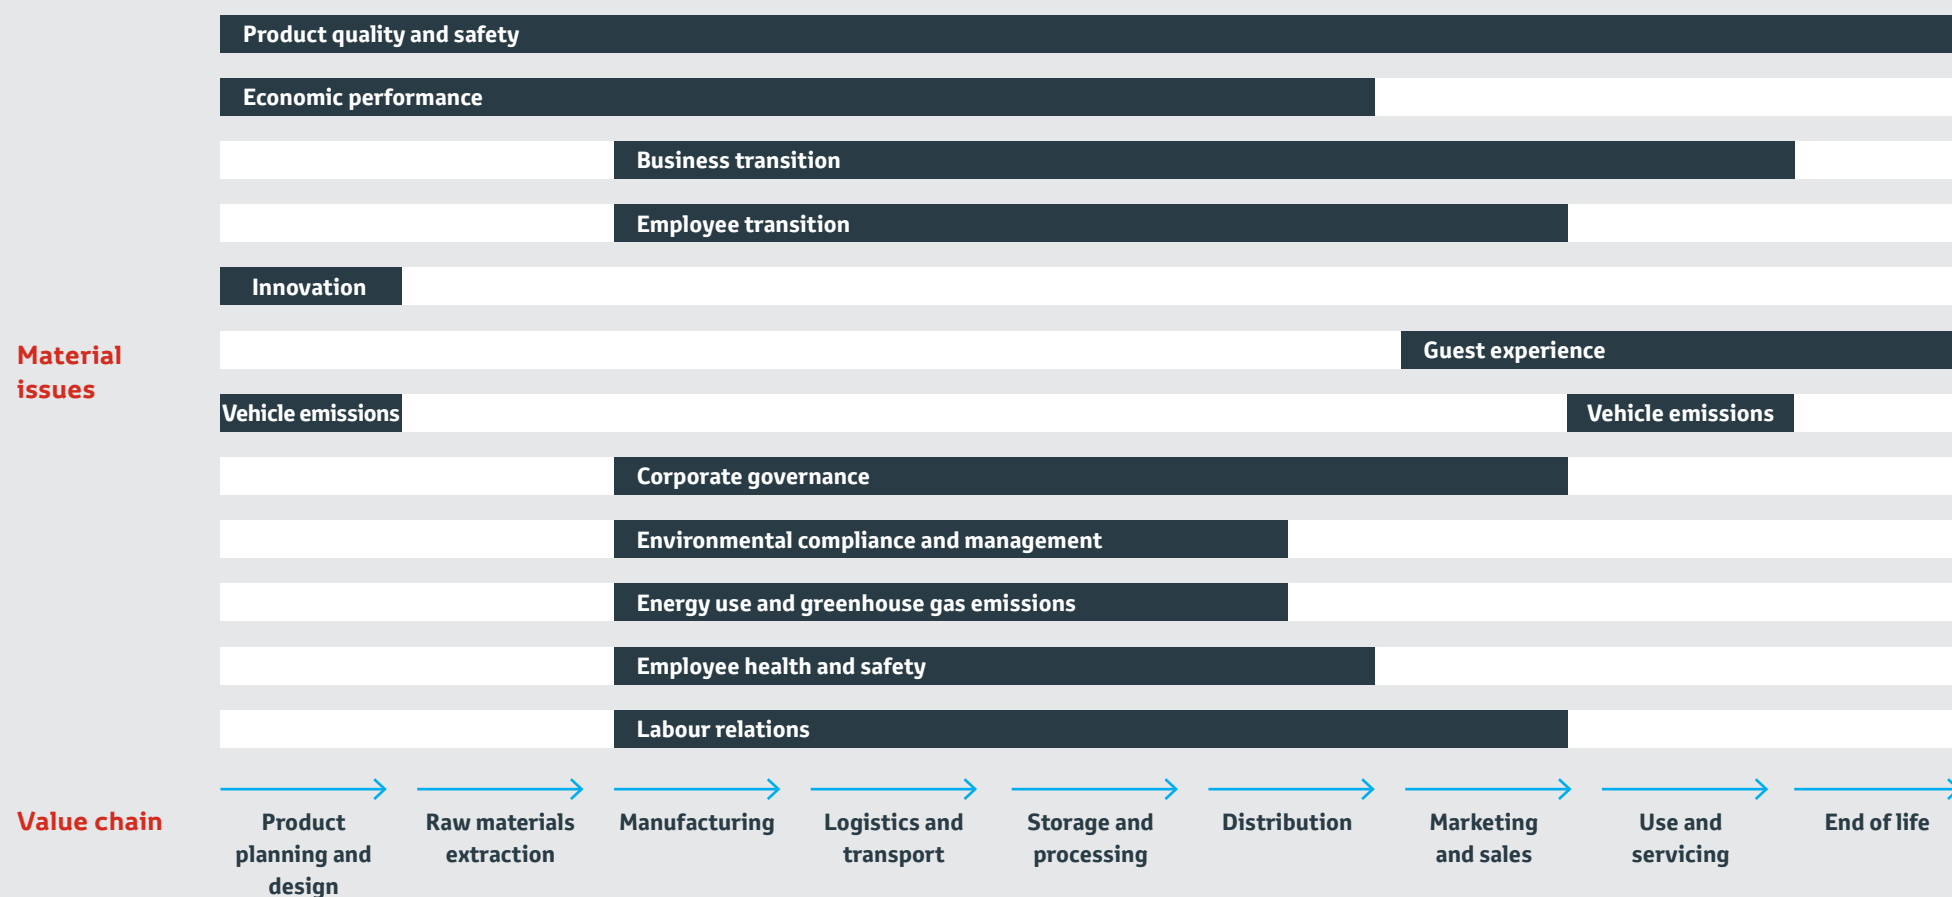 Product quality and safety
Economic performance
Business transition
Employee transition
Innovation
Material
issues
Guest experience
Vehicle emissions
Vehicle emissions
Corporate governance
Environmental compliance and management
Energy use and greenhouse gas emissions
Employee health and safety
Labour relations
Value chain
Product
planning and
design
Raw materials
extraction
Manufacturing
Logistics and
transport
Storage and
processing
Distribution
Marketing
and sales
Use and
servicing
End of life